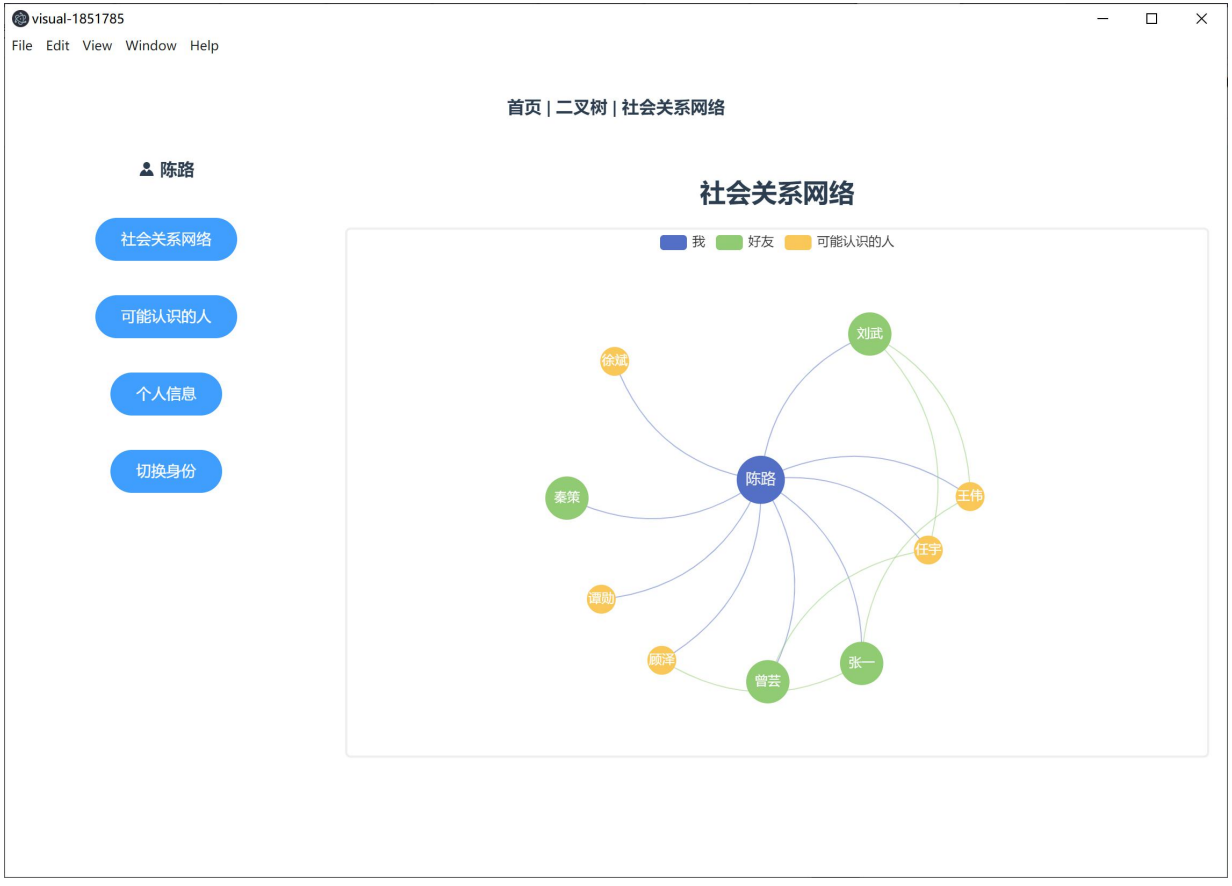 visual-1851785
File Edit View Window Help
首页 | 二叉树 | 社会关系网络
陈路
社会关系网络
可能认识的人
个人信息
切换身份
社会关系网络
我 好友 可能认识的人
刘武
徐斌
陈路
秦策
王伟
任宇
谭勋
顾泽
张一
曾芸